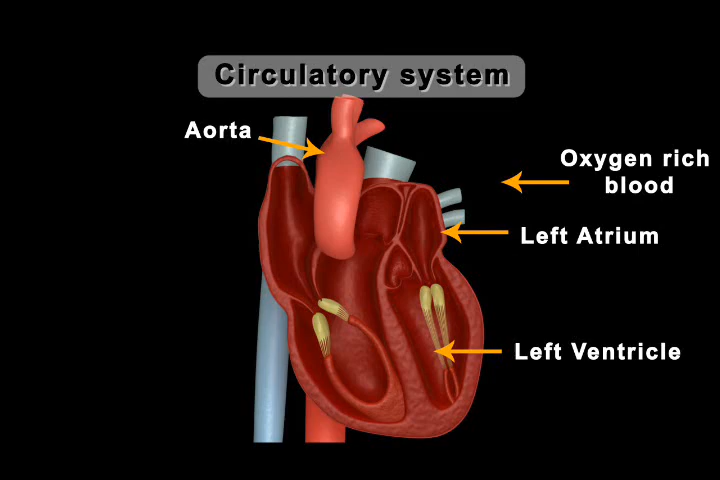 Circulatory system
Aorta
Oxygen rich
blood
Left Atrium
Left Ventricle